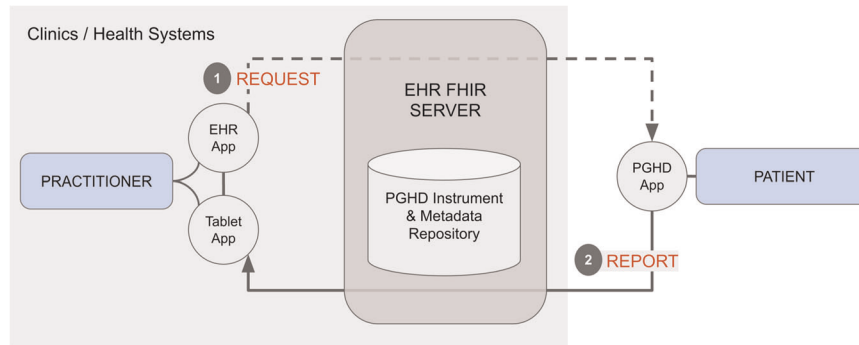 Clinics / Health Systems
1 REQUEST
EHR FHIR
SERVER
EHR
App
PRACTITIONER
Tablet
App
PGHD Instrument
& Metadata
Repository
PGHD
App
PATIENT
2 REPORT